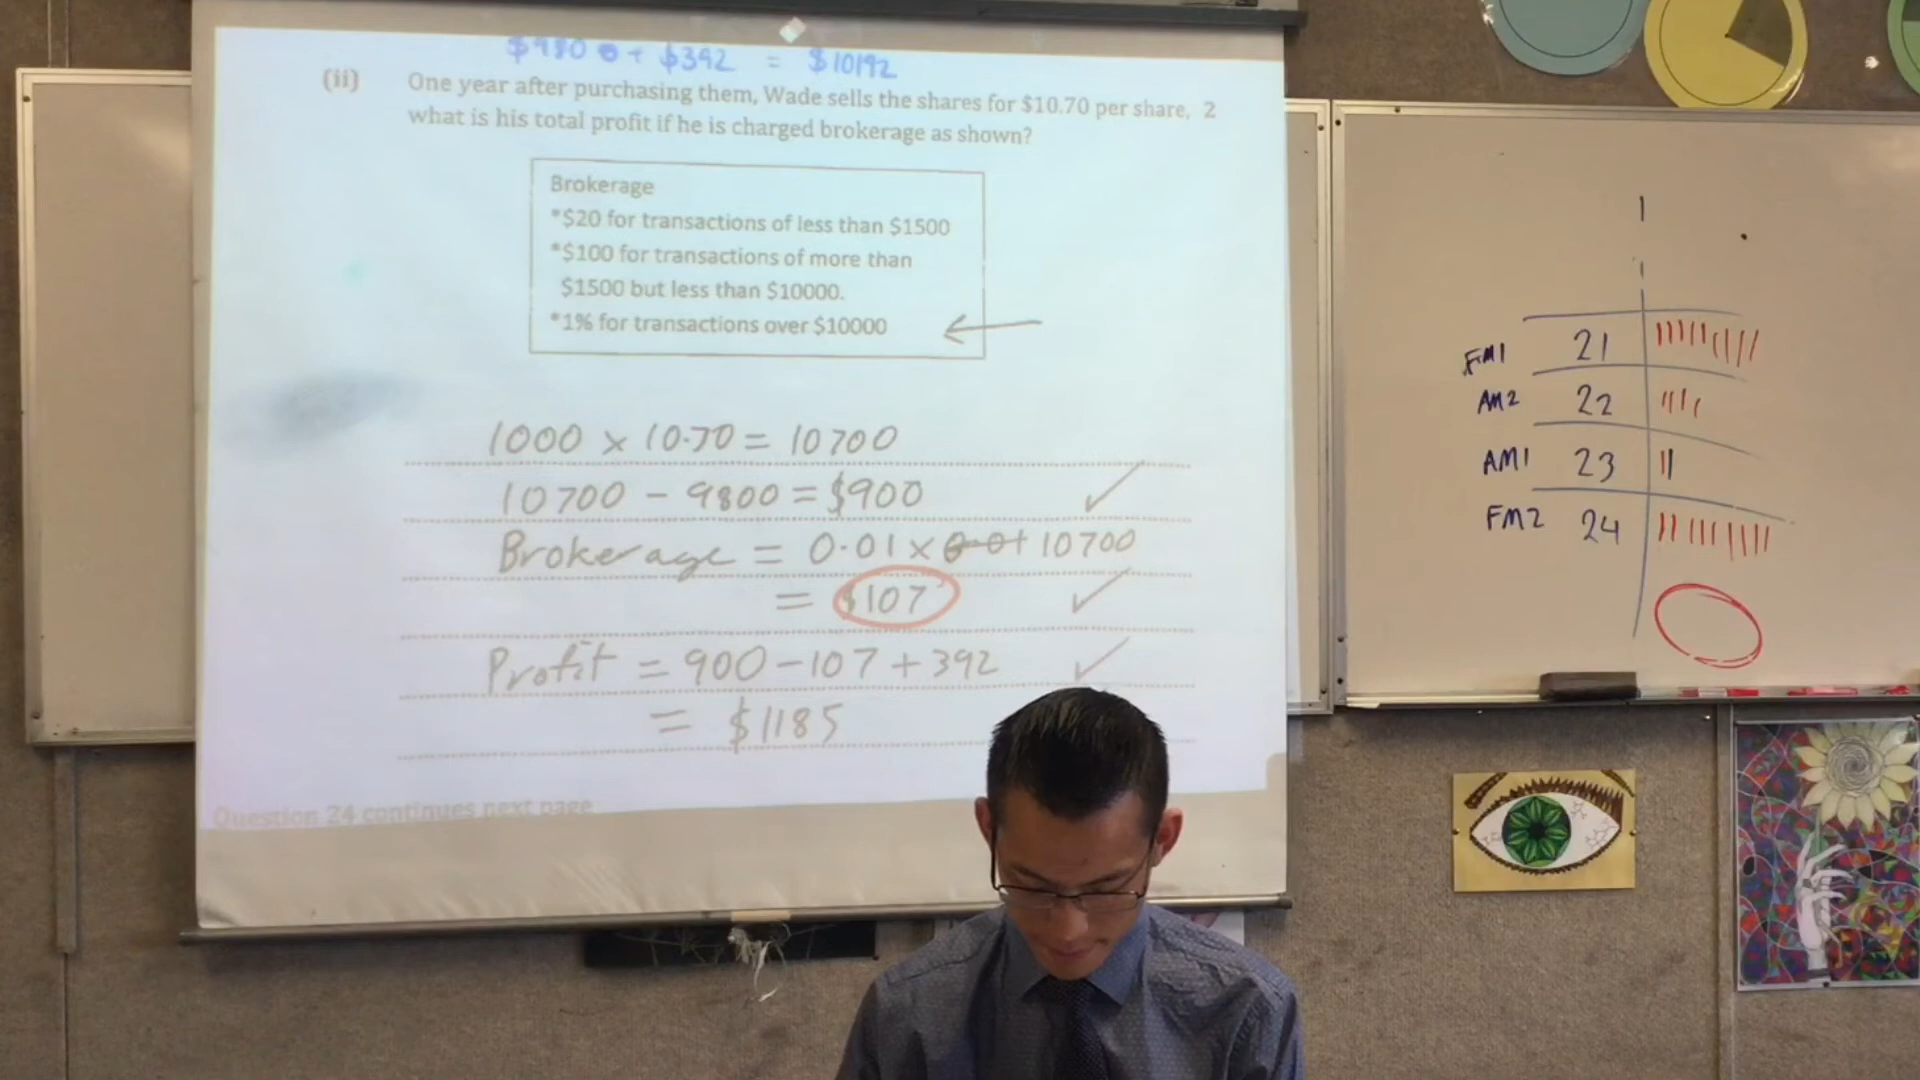 $980 0 + $392 = $10192
(ii) One year after purchasing them, Wade sells the shares for $10.70 per share, 2
what is his total profit if he is charged brokerage as shown?
Brokerage
*$20 for transactions of less than $1500
*$100 for transactions of more than
$1500 but less than $10000.
*1% for transactions over $10000
1000 × 10.70 = 10700
10700 - 9800 = $900
Brokerage = 0.01 × 0.01 10700
= $107
Profit = 900 - 107 + 392
= $1185
Question 24 continues next page
FM1 21
AM2 22
AM1 23
FM2 24